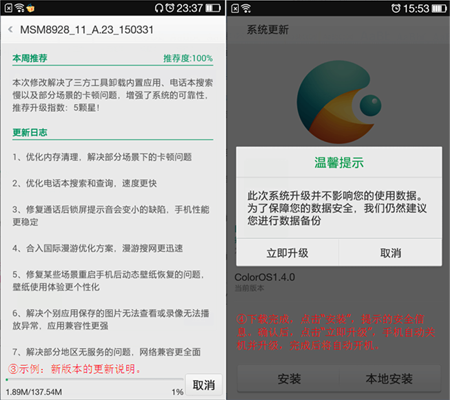 23:37
MSM8928_11_A.23_150331
本周推荐 推荐度:100%
本次修改解决了三方工具卸载内置应用，电话本搜索
慢以及部分场景的卡顿问题，增强了系统的可靠性，
推荐升级指数：5颗星！
更新日志
1、优化内存清理，解决部分场景下的卡顿问题
2、优化电话本搜索和查询，速度更快
3、修复通话后锁屏提示音会变小的缺陷，手机性能
更稳定
4、合入国际漫游优化方案，漫游搜网更迅速
5、修复某些场景重启手机后动态壁纸恢复的问题，
壁纸使用体验更个性化
6、解决个别应用保存的图片无法查看或录像无法播
放异常，应用兼容性更强
7、解决部分地区无服务的问题，网络兼容更全面
③示例：新版本的更新说明。
1.89M/137.54M 1% 取消
15:53
系统更新
温馨提示
此次系统升级并不影响您的使用数据。
为了保障您的数据安全，我们仍然建议
您进行数据备份
立即升级 取消
ColorOS1.4.0
当前版本
安装 本地安装